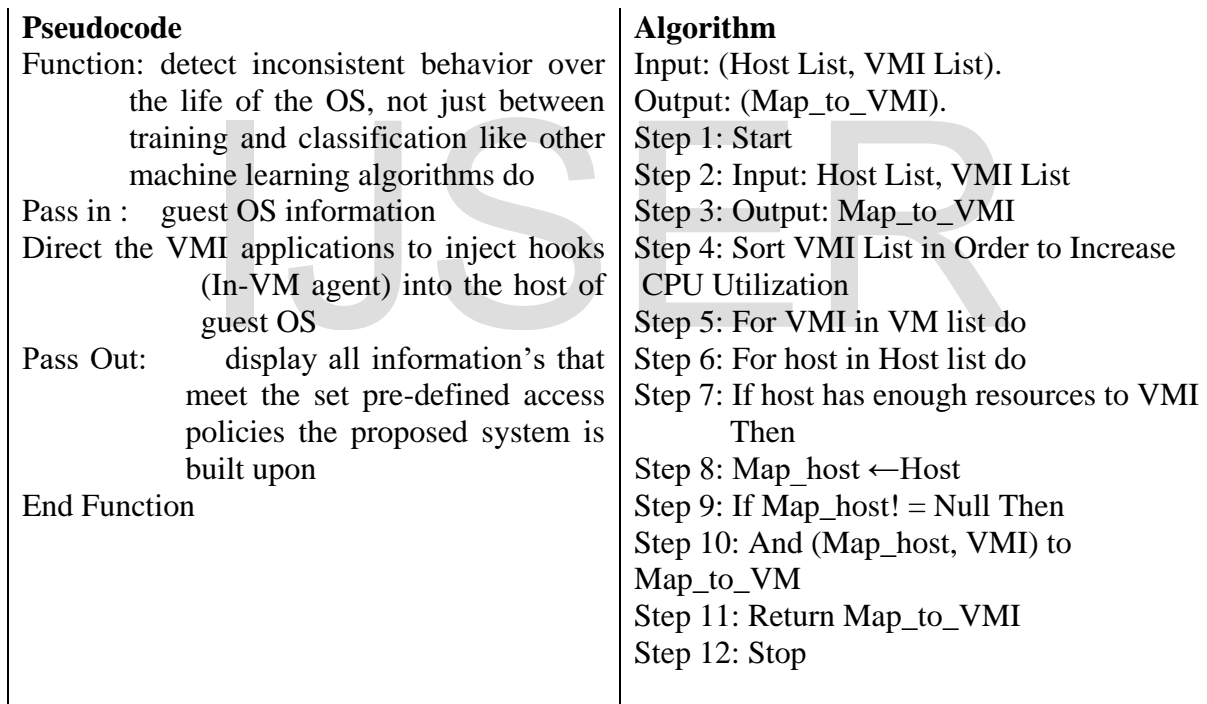 Pseudocode
Function: detect inconsistent behavior over
the life of the OS, not just between
training and classification like other
machine learning algorithms do
Pass in : guest OS information
Direct the VMI applications to inject hooks
(In-VM agent) into the host of
guest OS
Pass Out: display all information’s that
meet the set pre-defined access
policies the proposed system is
built upon
End Function
Algorithm
Input: (Host List, VMI List).
Output: (Map_to_VMI).
Step 1: Start
Step 2: Input: Host List, VMI List
Step 3: Output: Map_to_VMI
Step 4: Sort VMI List in Order to Increase
CPU Utilization
Step 5: For VMI in VM list do
Step 6: For host in Host list do
Step 7: If host has enough resources to VMI
Then
Step 8: Map_host ←Host
Step 9: If Map_host! = Null Then
Step 10: And (Map_host, VMI) to
Map_to_VM
Step 11: Return Map_to_VMI
Step 12: Stop
IJSER